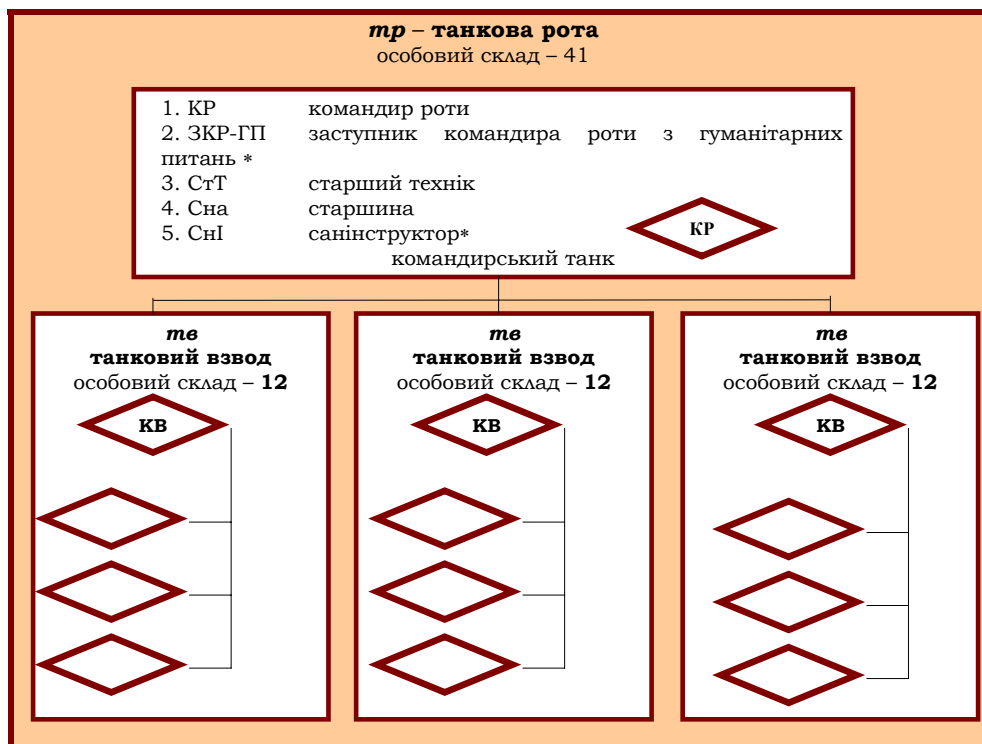 тр – танкова рота
особовий склад – 41
1. КР командир роти
2. ЗКР-ГП заступник командира роти з гуманітарних
питань *
3. СтТ старший технік
4. Сна старшина
5. СнІ санінструктор*
КР
командирський танк
тв
танковий взвод
особовий склад – 12
КВ
тв
танковий взвод
особовий склад – 12
КВ
тв
танковий взвод
особовий склад – 12
КВ